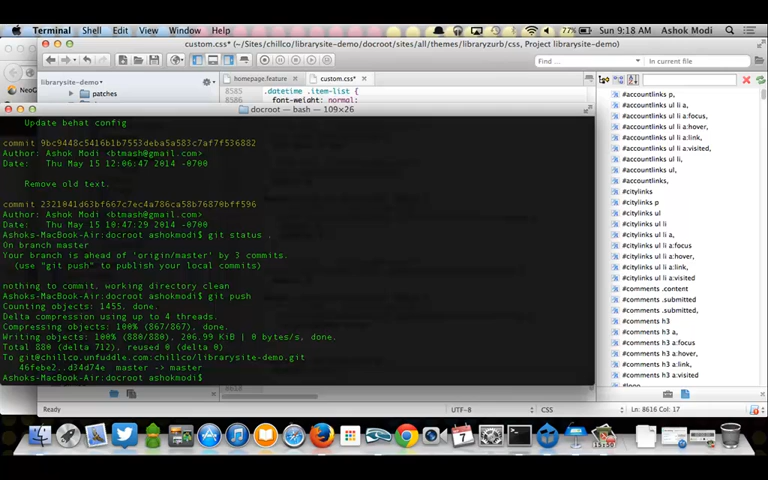 Terminal Shell Edit View Window Help 77% Sun 9:18 AM Ashok Modi
custom.css* (~/Sites/chillco/librarysite-demo/docroot/sites/all/themes/libraryzurb/css, Project librarysite-demo)
Find... In current file
librarysite-demo*
homepage.feature custom.css*
patches
8585 .datetime .item-list {
8586 font-weight: normal;
docroot — bash — 109×26
Update behat config
commit 9bc9448c5416b1b7553deba5a583c7af7f536882
Author: Ashok Modi <btmash@gmail.com>
Date: Thu May 15 12:06:47 2014 -0700
Remove old text.
commit 2321041d63bf667c7ec4a786ca58b76870bff596
Author: Ashok Modi <btmash@gmail.com>
Date: Thu May 15 10:47:29 2014 -0700
Ashoks-MacBook-Air:docroot ashokmodi$ git status .
On branch master
Your branch is ahead of 'origin/master' by 3 commits.
(use "git push" to publish your local commits)
nothing to commit, working directory clean
Ashoks-MacBook-Air:docroot ashokmodi$ git push
Counting objects: 1455, done.
Delta compression using up to 4 threads.
Compressing objects: 100% (867/867), done.
Writing objects: 100% (880/880), 206.99 KiB | 0 bytes/s, done.
Total 880 (delta 712), reused 0 (delta 0)
To git@chillco.unfuddle.com:chillco/librarysite-demo.git
46febe2..d34d74e master -> master
Ashoks-MacBook-Air:docroot ashokmodi$
#accountlinks p,
#accountlinks ul li a,
#accountlinks ul li a:focus,
#accountlinks ul li a:hover,
#accountlinks ul li a:link,
#accountlinks ul li a:visited
#accountlinks ul li,
#accountlinks ul,
#accountlinks,
#citylinks
#citylinks p
#citylinks ul
#citylinks ul li
#citylinks ul li a,
#citylinks ul li a:focus
#citylinks ul li a:hover,
#citylinks ul li a:link,
#citylinks ul li a:visited
#comments .content
#comments .submitted
#comments .submitted,
#comments h3
#comments h3 a,
#comments h3 a:focus
#comments h3 a:hover,
#comments h3 a:link,
#comments h3 a:visited
Ready UTF-8 CSS Ln: 8616 Col: 17